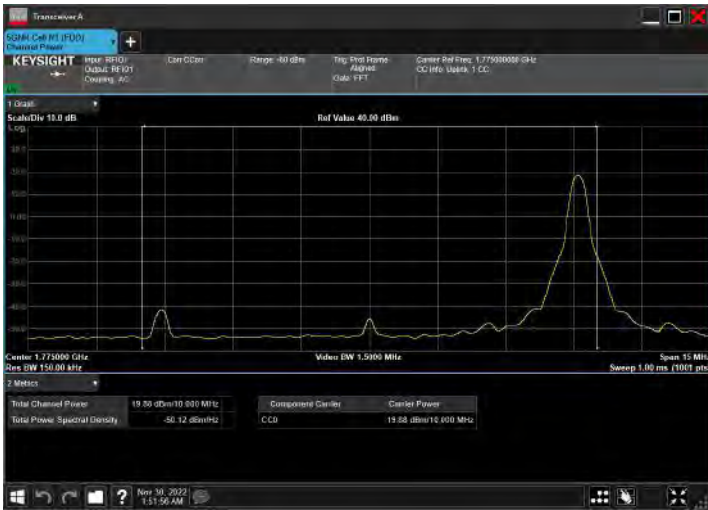 Transceiver A
5GNR Cell N1 (FDD)
Channel Power
KEYSIGHT
Input: RFIO1
Output: RFIO1
Coupling: AC
Corr CCorr
Range: -60 dBm
Trig: Prot Frame
Aligned
Gate: FFT
Carrier Ref Freq: 1.775000000 GHz
CC Info: Uplink, 1 CC
1 Graph
Scale/Div 10.0 dB
Ref Value 40.00 dBm
Log
Center 1.775000 GHz
Video BW 1.5000 MHz
Span 15 MHz
Res BW 150.00 kHz
Sweep 1.00 ms (1001 pts
2 Metrics
Total Channel Power 19.88 dBm/10.000 MHz
Total Power Spectral Density -50.12 dBm/Hz
Component Carrier Carrier Power
CC0 19.88 dBm/10.000 MHz
?
Nov 30, 2022
1:51:56 AM